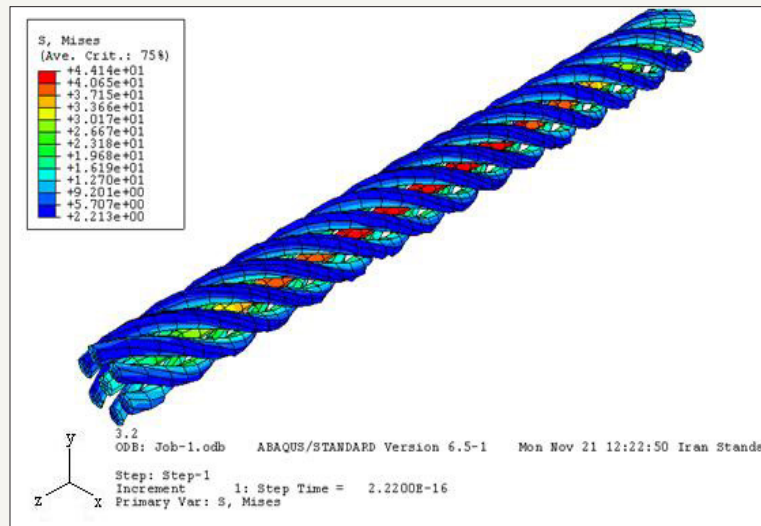 S, Mises
(Ave. Crit.: 75%)
+4.414e+01
+4.065e+01
+3.715e+01
+3.366e+01
+3.017e+01
+2.667e+01
+2.318e+01
+1.968e+01
+1.619e+01
+1.270e+01
+9.201e+00
+5.707e+00
+2.213e+00
3.2
ODB: Job-1.odb ABAQUS/STANDARD Version 6.5-1 Mon Nov 21 12:22:50 Iran Standa
Step: Step-1
Increment 1: Step Time = 2.2200E-16
Primary Var: S, Mises
y
z
x